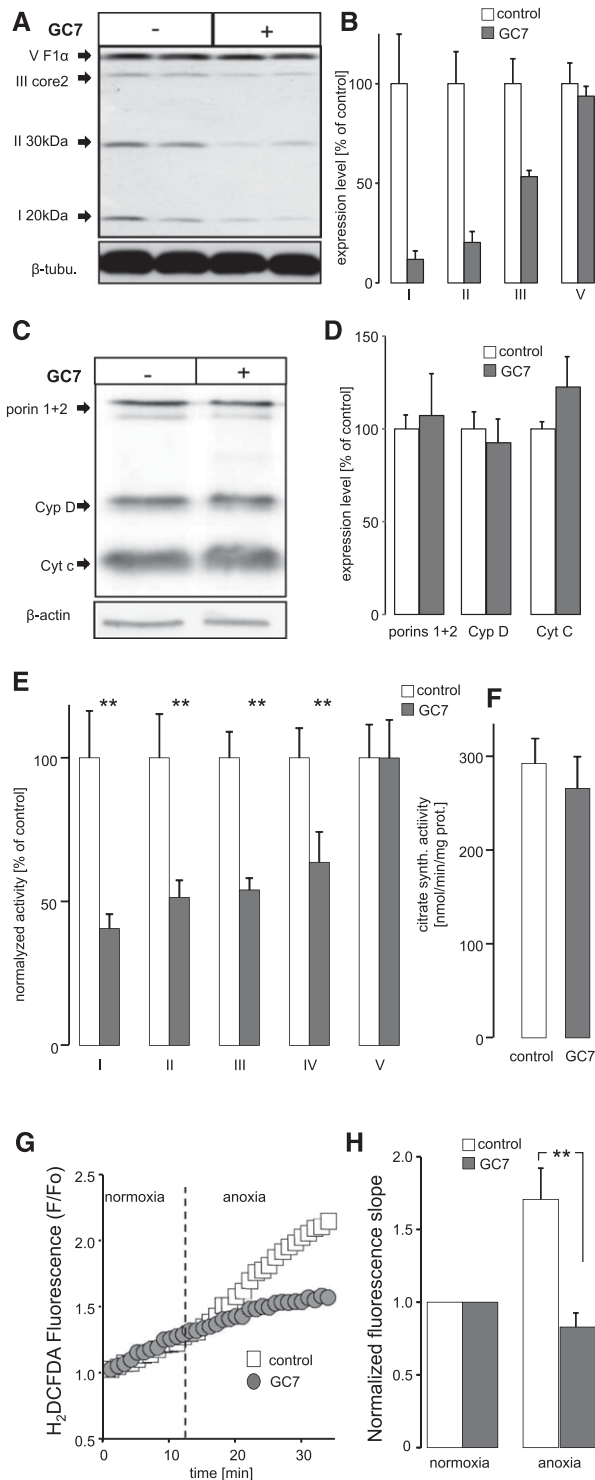 A
GC7 - +
V F1α
III core2
II 30kDa
I 20kDa
β-tubu.
B
control
GC7
expression level [% of control]
100
50
0
I II III V
C
GC7 - +
porin 1+2
Cyp D
Cyt c
β-actin
D
control
GC7
expression level [% of control]
150
100
50
0
porins 1+2 Cyp D Cyt C
E
control
GC7
** ** ** **
normalyzed activity [% of control]
100
50
0
I II III IV V
F
citrate synth. actiivity
[nmol/min/mg prot.]
300
200
100
0
control GC7
G
H₂DCFDA Fluorescence (F/Fo)
2.5
2.0
1.5
1.0
0.5
normoxia anoxia
control
GC7
0 10 20 30
time [min]
H
control
GC7
**
Normalized fluorescence slope
2.0
1.5
1.0
0.5
0
normoxia anoxia